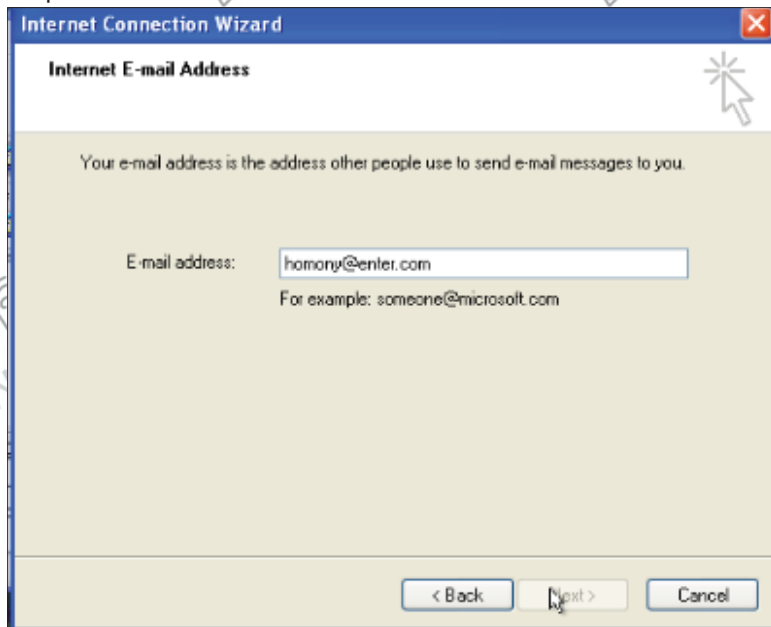 Internet Connection Wizard
Internet E-mail Address
Your e-mail address is the address other people use to send e-mail messages to you.
E-mail address: homony@enter.com
For example: someone@microsoft.com
< Back Next > Cancel